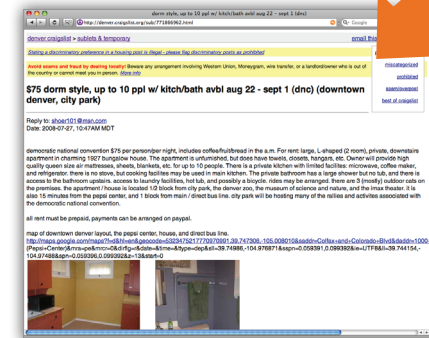 dorm style, up to 10 ppl w/ kitch/bath avbl aug 22 - sept 1 (dnc)
http://denver.craigslist.org/sub/771866962.html
Google
denver craigslist > sublets & temporary
email this
Stating a discriminatory preference in a housing post is illegal - please flag discriminatory posts as prohibited
Avoid scams and fraud by dealing locally! Beware any arrangement involving Western Union, Moneygram, wire transfer, or a landlord/owner who is out of
the country or cannot meet you in person. More info
miscategorized
prohibited
spam/overpost
best of craigslist
$75 dorm style, up to 10 ppl w/ kitch/bath avbl aug 22 - sept 1 (dnc) (downtown
denver, city park)
Reply to: shoer101@msn.com
Date: 2008-07-27, 10:47AM MDT
democratic national convention $75 per person/per night, includes coffee/fruit/bread in the a.m. For rent: large, L-shaped (2 room), private, downstairs
apartment in charming 1927 bungalow house. The apartment is unfurnished, but does have towels, closets, hangars, etc. Owner will provide high
quality queen size air mattresses, sheets, blankets, etc. for up to 10 people. There is a private kitchen with limited facilities: microwave, coffee maker,
and refrigerator. there is no stove, but cooking facilities may be used in main kitchen. The private bathroom has a large shower but no tub, and there is
access to the bathroom upstairs. access to laundry facilities, hot tub, and possibly a bicycle. rides may be arranged. there are 3 (mostly) outdoor cats on
the premises. the apartment / house is located 1/2 block from city park, the denver zoo, the museum of science and nature, and the imax theater. it is
also 15 minutes from the pepsi center, and 1 block from main / direct bus line. city park will be hosting many of the rallies and activites associated with
the democratic national convention.
all rent must be prepaid, payments can be arranged on paypal.
map of downtown denver layout, the pepsi center, house, and direct bus line.